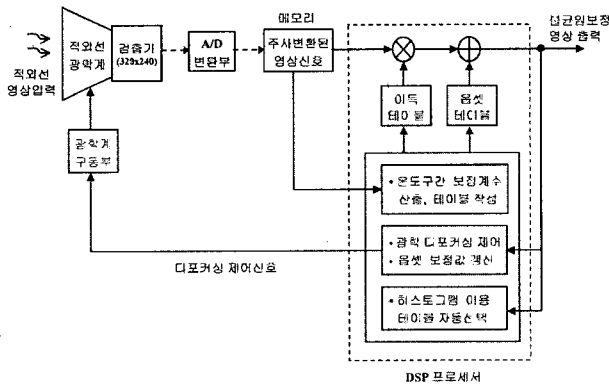 적외선
영상입력
적외선
광학계
검출기
(320x240)
A/D
변환부
메모리
주사변환된
영상신호
불균일보정
영상 출력
이득
테이블
옵셋
테이블
광학계
구동부
• 온도구간 보정계수
산출, 테이블 작성
• 광학 디포커싱 제어
• 옵셋 보정값 갱신
• 히스토그램 이용
테이블 자동선택
디포커싱 제어신호
DSP 프로세서